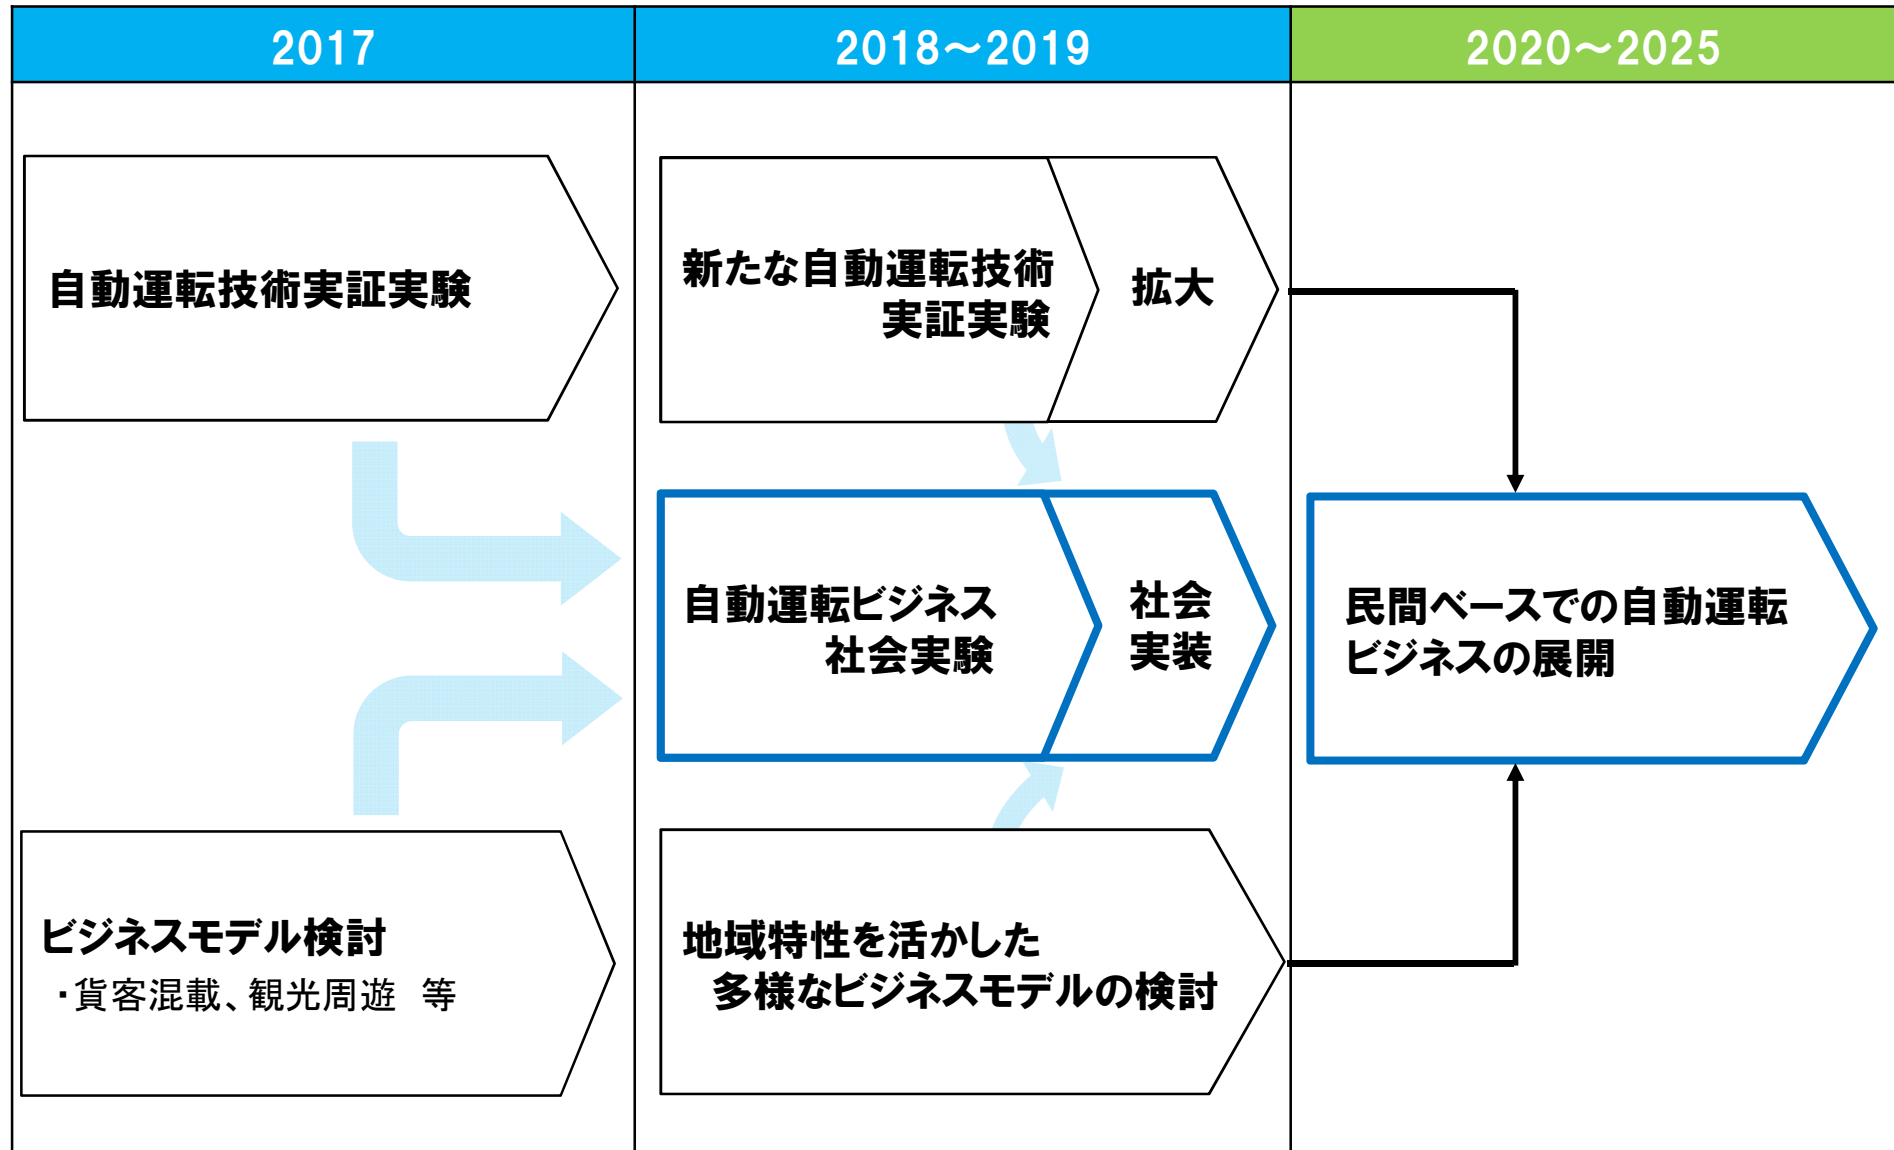 2017
2018～2019
2020～2025
自動運転技術実証実験
新たな自動運転技術
実証実験
拡大
自動運転ビジネス
社会実験
社会
実装
民間ベースでの自動運転
ビジネスの展開
ビジネスモデル検討
・貨客混載、観光周遊　等
地域特性を活かした
多様なビジネスモデルの検討